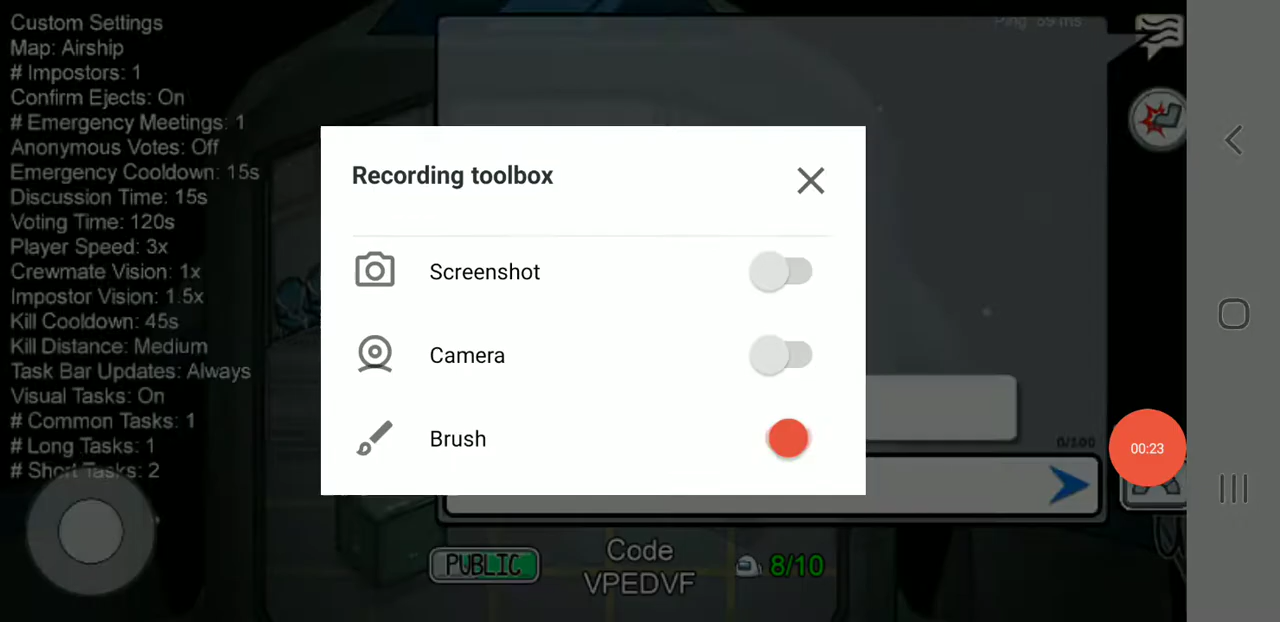 Custom Settings
Map: Airship
# Impostors: 1
Confirm Ejects: On
# Emergency Meetings: 1
Anonymous Votes: Off
Emergency Cooldown: 15s
Discussion Time: 15s
Voting Time: 120s
Player Speed: 3x
Crewmate Vision: 1x
Impostor Vision: 1.5x
Kill Cooldown: 45s
Kill Distance: Medium
Task Bar Updates: Always
Visual Tasks: On
# Common Tasks: 1
# Long Tasks: 1
# Short Tasks: 2
Ping: 69 ms
Recording toolbox
Screenshot
Camera
Brush
0/100
00:23
PUBLIC
Code
VPEDVF
8/10